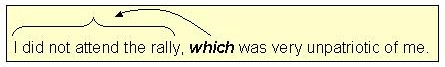 I did not attend the rally, which was very unpatriotic of me.